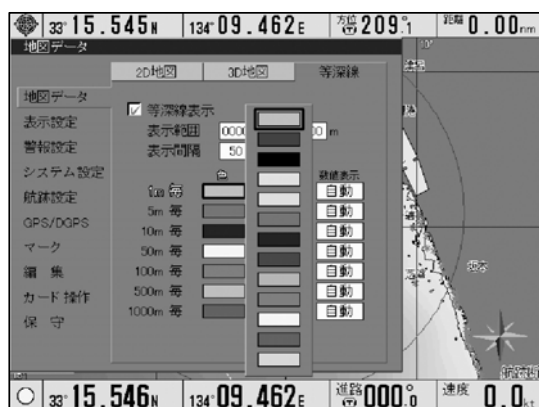 33°15.545N 134°09.462E 方位 209.°1 距離 0.00nm
地図データ
2D地図 3D地図 等深線
地図データ
表示設定
警報設定
システム設定
航跡設定
GPS/DGPS
マーク
編 集
カード操作
保 守
等深線表示
表示範囲 m
表示間隔 50
色 数値表示
1m 毎 自動
5m 毎 自動
10m 毎 自動
50m 毎 自動
100m 毎 自動
500m 毎 自動
1000m 毎 自動
33°15.546N 134°09.462E 進路 000.°0 速度 0.0kt